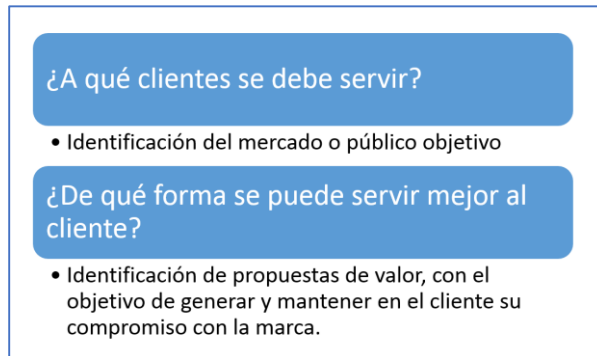 ¿A qué clientes se debe servir?
• Identificación del mercado o público objetivo
¿De qué forma se puede servir mejor al
cliente?
• Identificación de propuestas de valor, con el
objetivo de generar y mantener en el cliente su
compromiso con la marca.